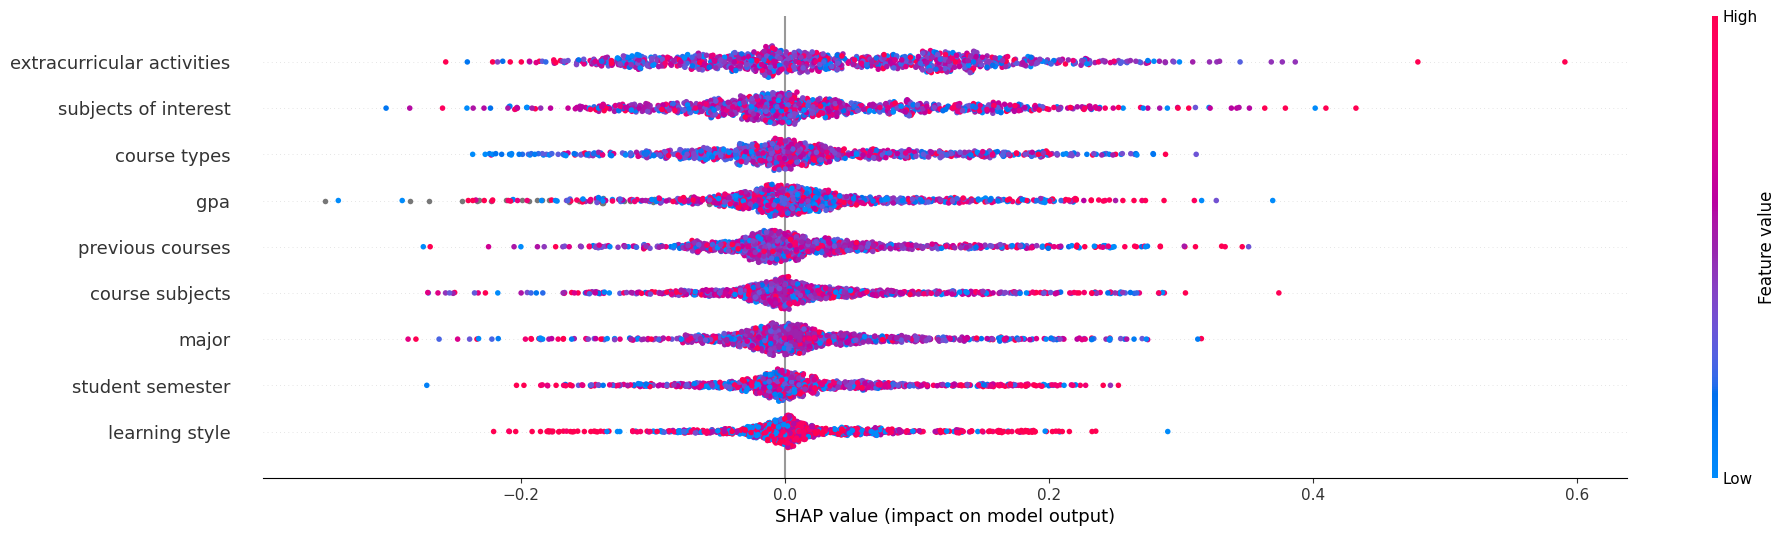 High
extracurricular activities
subjects of interest
course types
gpa
previous courses
course subjects
major
student semester
learning style
Feature value
Low
−0.2 0.0 0.2 0.4 0.6
SHAP value (impact on model output)